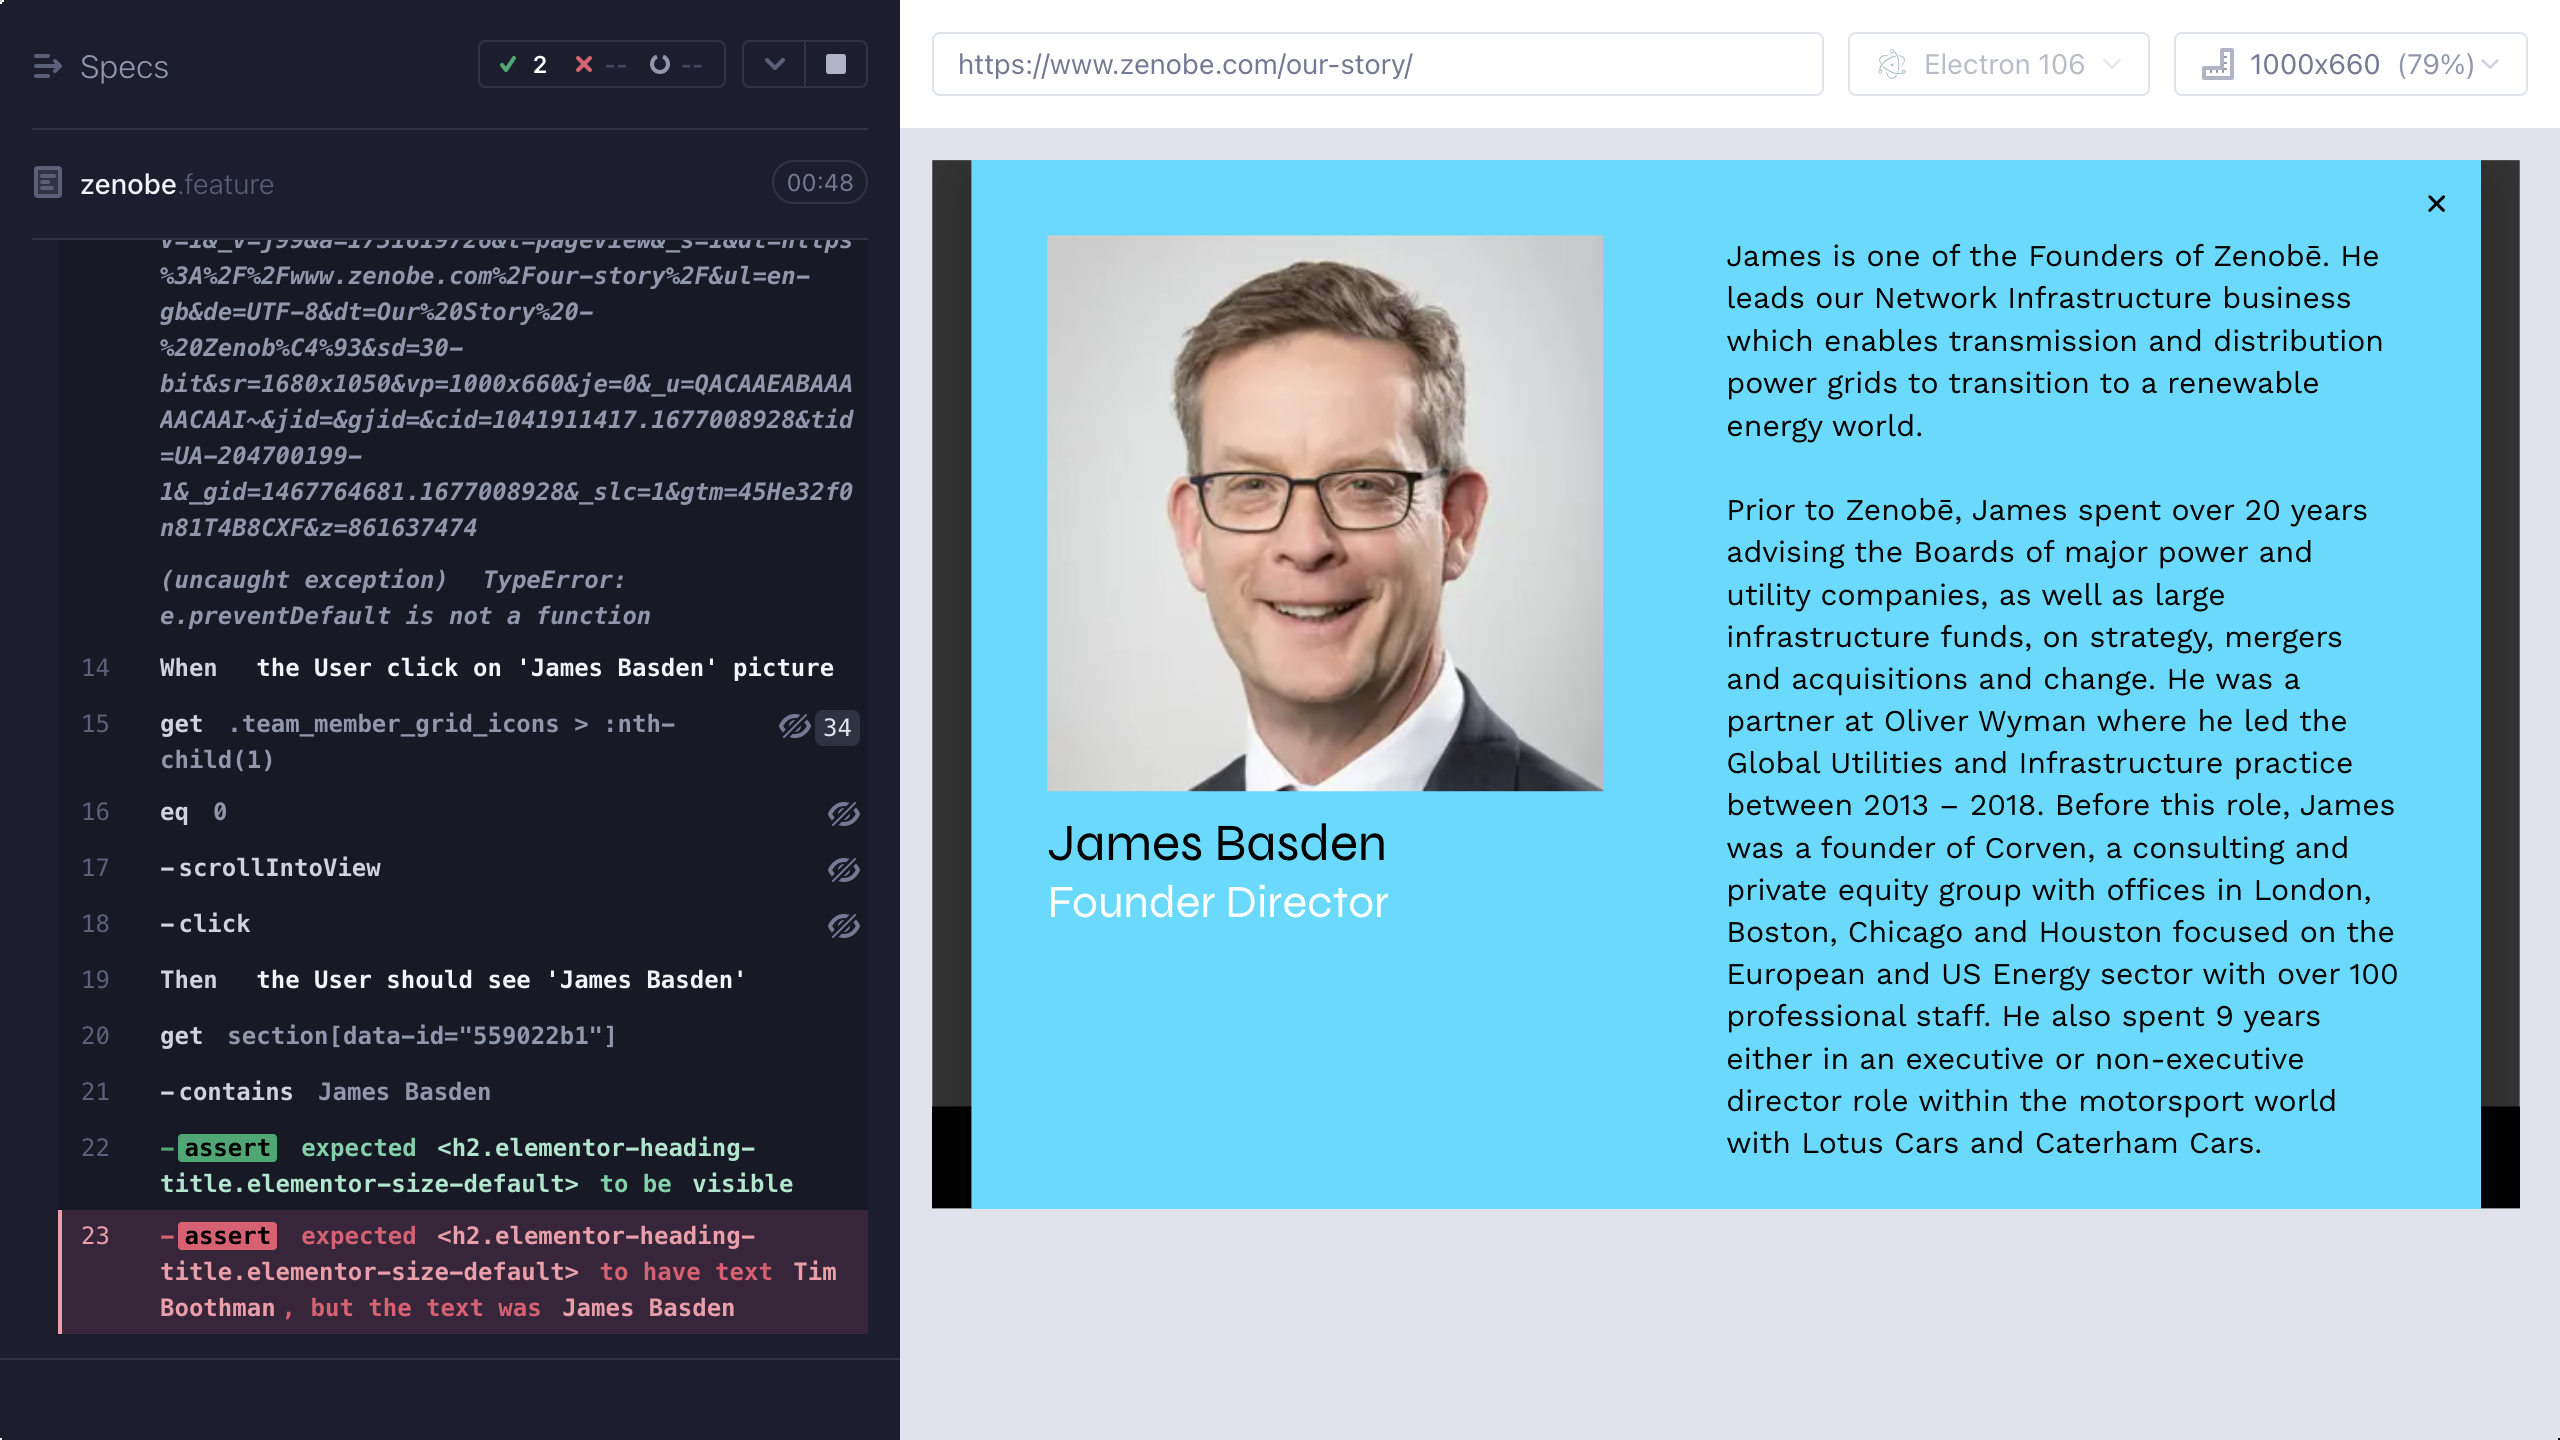 Specs
2
--
--
zenobe.feature
00:48
v=1&_v=j99&a=1751619726&t=pageview&_s=1&dl=https
%3A%2F%2Fwww.zenobe.com%2Four-story%2F&ul=en-
gb&de=UTF-8&dt=Our%20Story%20-
%20Zenob%C4%93&sd=30-
bit&sr=1680x1050&vp=1000x660&je=0&_u=QACAAEABAAA
AACAAI~&jid=&gjid=&cid=1041911417.1677008928&tid
=UA-204700199-
1&_gid=1467764681.1677008928&_slc=1&gtm=45He32f0
n81T4B8CXF&z=861637474
(uncaught exception) TypeError:
e.preventDefault is not a function
14 When the User click on 'James Basden' picture
15 get .team_member_grid_icons > :nth-
child(1)
34
16 eq 0
17 -scrollIntoView
18 -click
19 Then the User should see 'James Basden'
20 get section[data-id="559022b1"]
21 -contains James Basden
22 -assert expected <h2.elementor-heading-
title.elementor-size-default> to be visible
23 -assert expected <h2.elementor-heading-
title.elementor-size-default> to have text Tim
Boothman, but the text was James Basden
https://www.zenobe.com/our-story/
Electron 106
1000x660 (79%)
James Basden
Founder Director
James is one of the Founders of Zenobē. He
leads our Network Infrastructure business
which enables transmission and distribution
power grids to transition to a renewable
energy world.
Prior to Zenobē, James spent over 20 years
advising the Boards of major power and
utility companies, as well as large
infrastructure funds, on strategy, mergers
and acquisitions and change. He was a
partner at Oliver Wyman where he led the
Global Utilities and Infrastructure practice
between 2013 – 2018. Before this role, James
was a founder of Corven, a consulting and
private equity group with offices in London,
Boston, Chicago and Houston focused on the
European and US Energy sector with over 100
professional staff. He also spent 9 years
either in an executive or non-executive
director role within the motorsport world
with Lotus Cars and Caterham Cars.